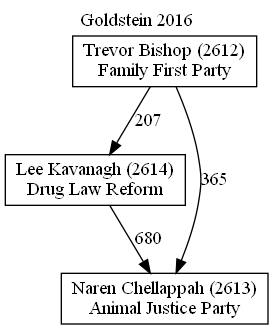 Goldstein 2016
Trevor Bishop (2612)
Family First Party
207
Lee Kavanagh (2614)
Drug Law Reform
365
680
Naren Chellappah (2613)
Animal Justice Party